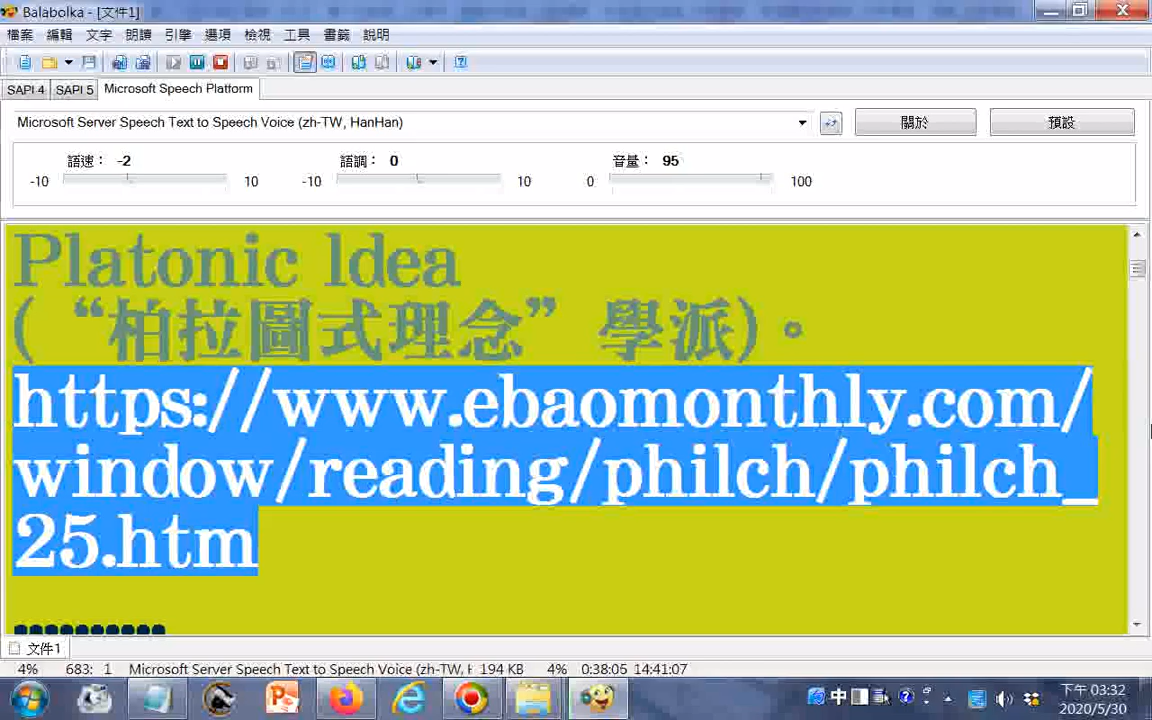 Balabolka - [文件1]
檔案 編輯 文字 朗讀 引擎 選項 檢視 工具 書籤 說明
SAPI 4 SAPI 5 Microsoft Speech Platform
Microsoft Server Speech Text to Speech Voice (zh-TW, HanHan) 關於 預設
語速: -2 語調: 0 音量: 95
-10 10 -10 10 0 100
Platonic ldea
(“柏拉圖式理念”學派)。
https://www.ebaomonthly.com/
window/reading/philch/philch_
25.htm
文件1
4% 683: 1 Microsoft Server Speech Text to Speech Voice (zh-TW, H 194 KB 4% 0:38:05 14:41:07
中 下午 03:32
2020/5/30